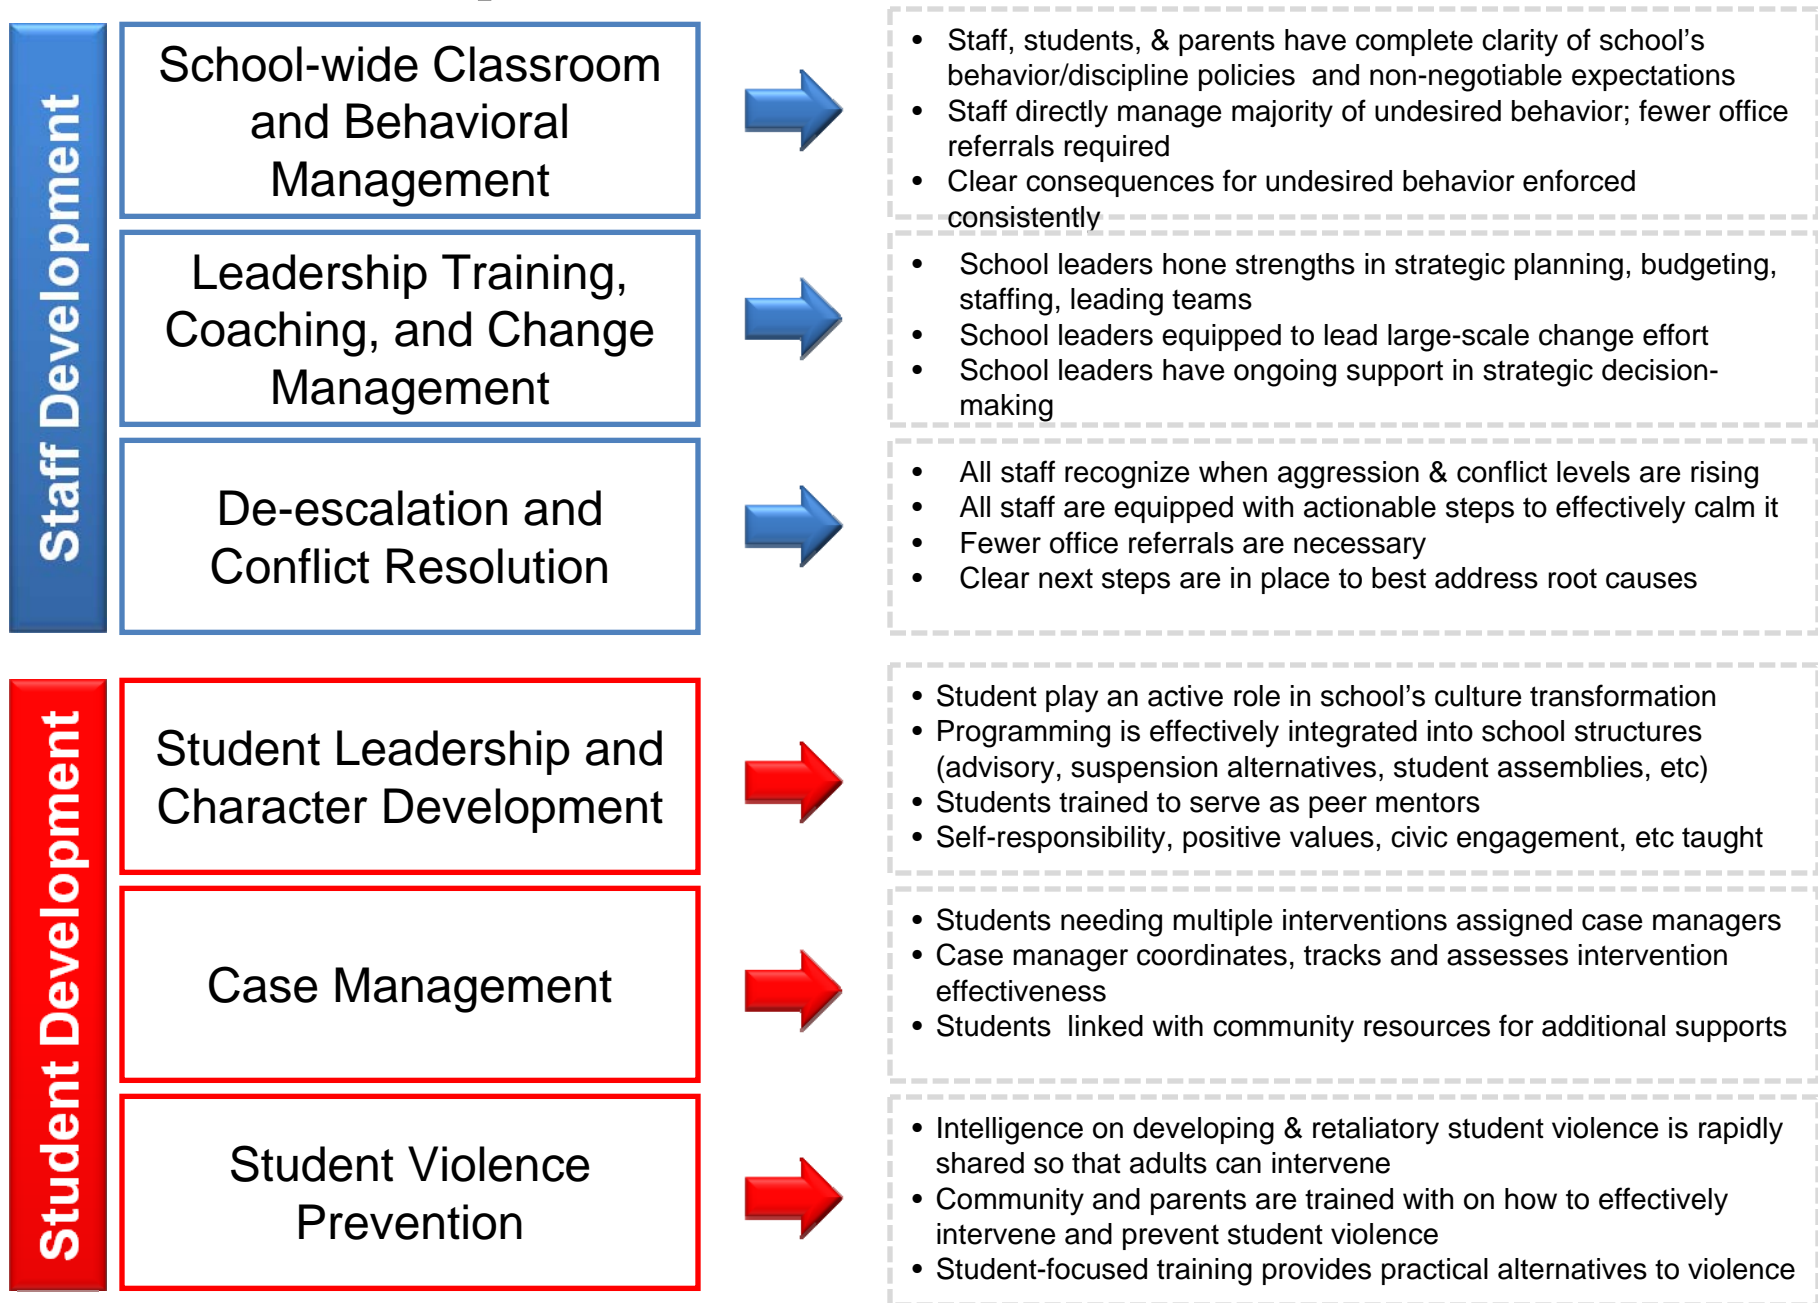 Staff Development
School-wide Classroom
and Behavioral
Management
• Staff, students, & parents have complete clarity of school's
behavior/discipline policies  and non-negotiable expectations
• Staff directly manage majority of undesired behavior; fewer office
referrals required
• Clear consequences for undesired behavior enforced
consistently
Leadership Training,
Coaching, and Change
Management
• School leaders hone strengths in strategic planning, budgeting,
staffing, leading teams
• School leaders equipped to lead large-scale change effort
• School leaders have ongoing support in strategic decision-
making
De-escalation and
Conflict Resolution
• All staff recognize when aggression & conflict levels are rising
• All staff are equipped with actionable steps to effectively calm it
• Fewer office referrals are necessary
• Clear next steps are in place to best address root causes
Student Development
Student Leadership and
Character Development
• Student play an active role in school's culture transformation
• Programming is effectively integrated into school structures
(advisory, suspension alternatives, student assemblies, etc)
• Students trained to serve as peer mentors
• Self-responsibility, positive values, civic engagement, etc taught
Case Management
• Students needing multiple interventions assigned case managers
• Case manager coordinates, tracks and assesses intervention
effectiveness
• Students  linked with community resources for additional supports
Student Violence
Prevention
• Intelligence on developing & retaliatory student violence is rapidly
shared so that adults can intervene
• Community and parents are trained with on how to effectively
intervene and prevent student violence
• Student-focused training provides practical alternatives to violence